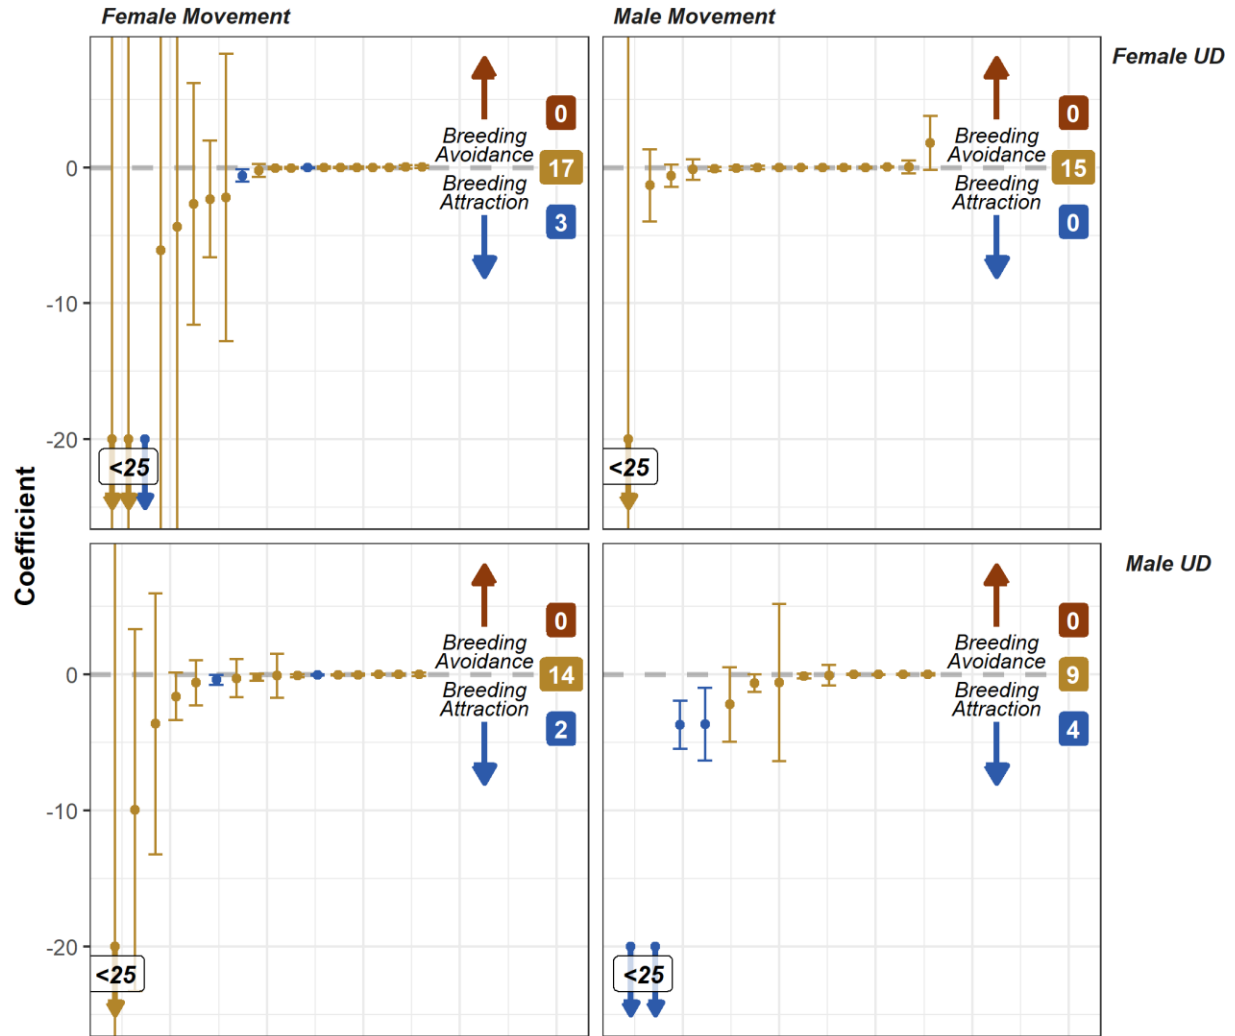 Female Movement
Male Movement
Female UD
0
Breeding
Avoidance
0
17
Breeding
Attraction
3
-10
-20
<25
0
Breeding
Avoidance
15
Breeding
Attraction
0
<25
Coefficient
Male UD
0
Breeding
Avoidance
0
14
Breeding
Attraction
2
-10
-20
<25
0
Breeding
Avoidance
9
Breeding
Attraction
4
<25